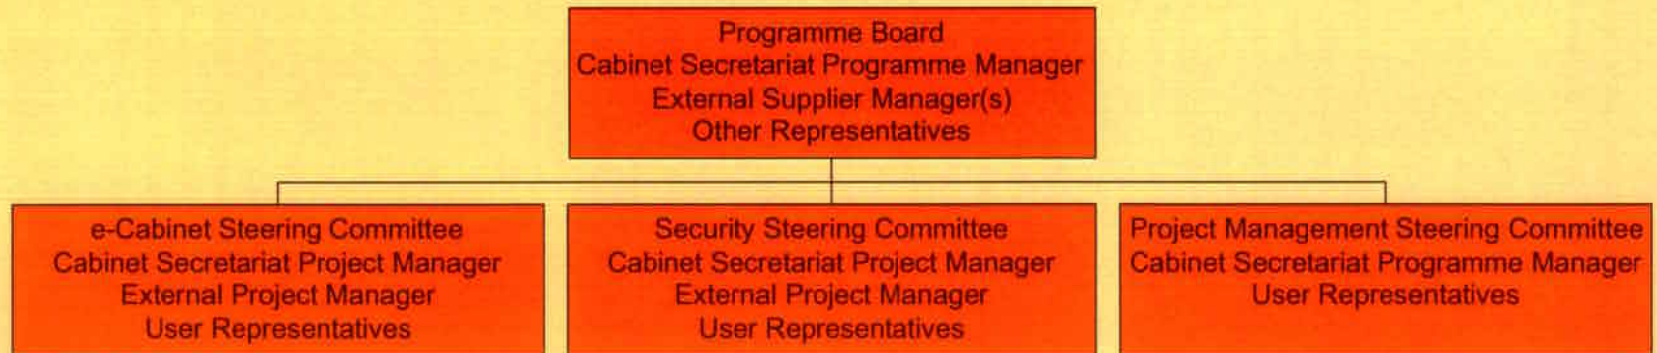 Programme Board
Cabinet Secretariat Programme Manager
External Supplier Manager(s)
Other Representatives
e-Cabinet Steering Committee
Cabinet Secretariat Project Manager
External Project Manager
User Representatives
Security Steering Committee
Cabinet Secretariat Project Manager
External Project Manager
User Representatives
Project Management Steering Committee
Cabinet Secretariat Programme Manager
User Representatives